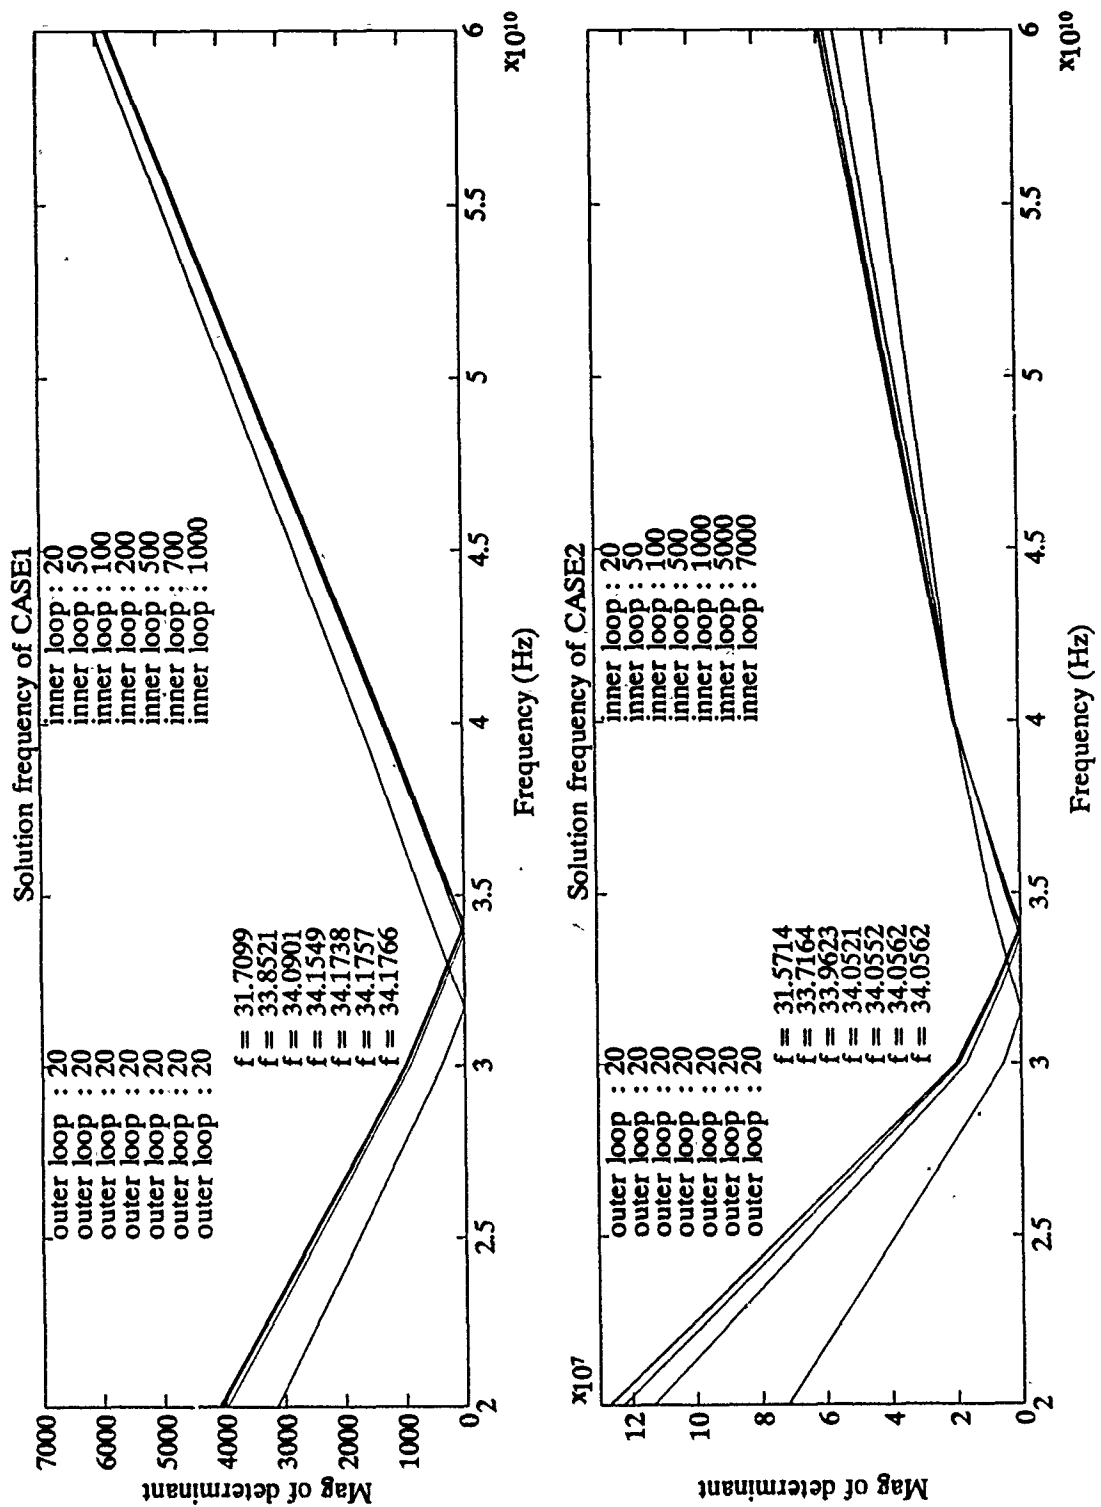 Solution frequency of CASE1
7000
6000
5000
4000
3000
2000
1000
0
Mag of determinant
outer loop : 20
outer loop : 20
outer loop : 20
outer loop : 20
outer loop : 20
outer loop : 20
outer loop : 20
f = 31.7099
f = 33.8521
f = 34.0901
f = 34.1549
f = 34.1738
f = 34.1757
f = 34.1766
inner loop : 20
inner loop : 50
inner loop : 100
inner loop : 200
inner loop : 500
inner loop : 700
inner loop : 1000
2
2.5
3
3.5
4
4.5
5
5.5
6
x10^10
Frequency (Hz)
Solution frequency of CASE2
x10^7
12
10
8
6
4
2
0
Mag of determinant
outer loop : 20
outer loop : 20
outer loop : 20
outer loop : 20
outer loop : 20
outer loop : 20
outer loop : 20
f = 31.5714
f = 33.7164
f = 33.9623
f = 34.0521
f = 34.0552
f = 34.0562
f = 34.0562
inner loop : 20
inner loop : 50
inner loop : 100
inner loop : 500
inner loop : 1000
inner loop : 5000
inner loop : 7000
2
2.5
3
3.5
4
4.5
5
5.5
6
x10^10
Frequency (Hz)